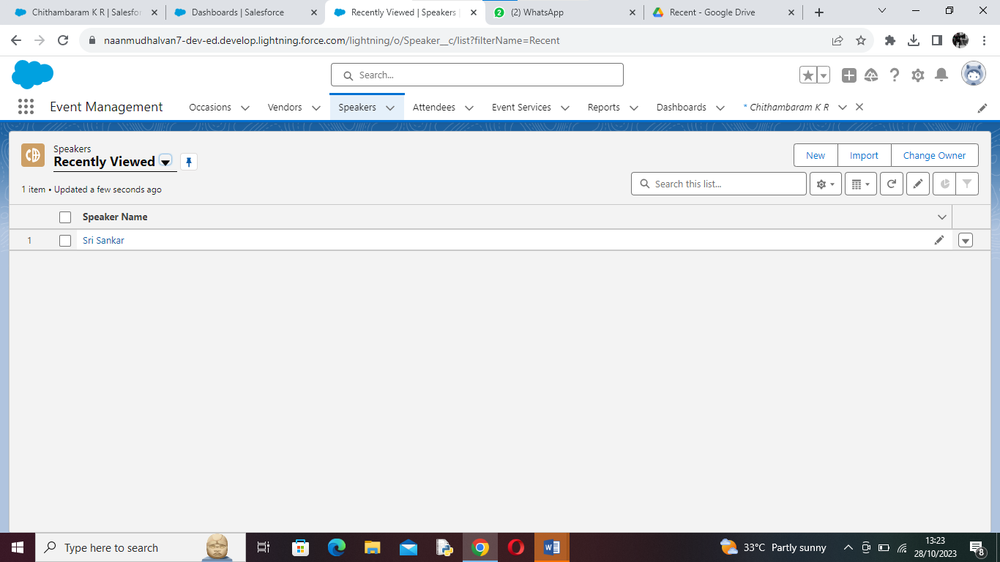 Chithambaram K R | Salesfor
Dashboards | Salesforce
Recently Viewed | Speakers |
2 (2) WhatsApp
Recent - Google Drive
naanmudhalvan7-dev-ed.develop.lightning.force.com/lightning/o/Speaker__c/list?filterName=Recent
Search...
Event Management
Occasions
Vendors
Speakers
Attendees
Event Services
Reports
Dashboards
* Chithambaram K R
Speakers
Recently Viewed
New
Import
Change Owner
1 item • Updated a few seconds ago
Search this list...
Speaker Name
1 Sri Sankar
Type here to search
W
33°C Partly sunny
13:23
28/10/2023
8